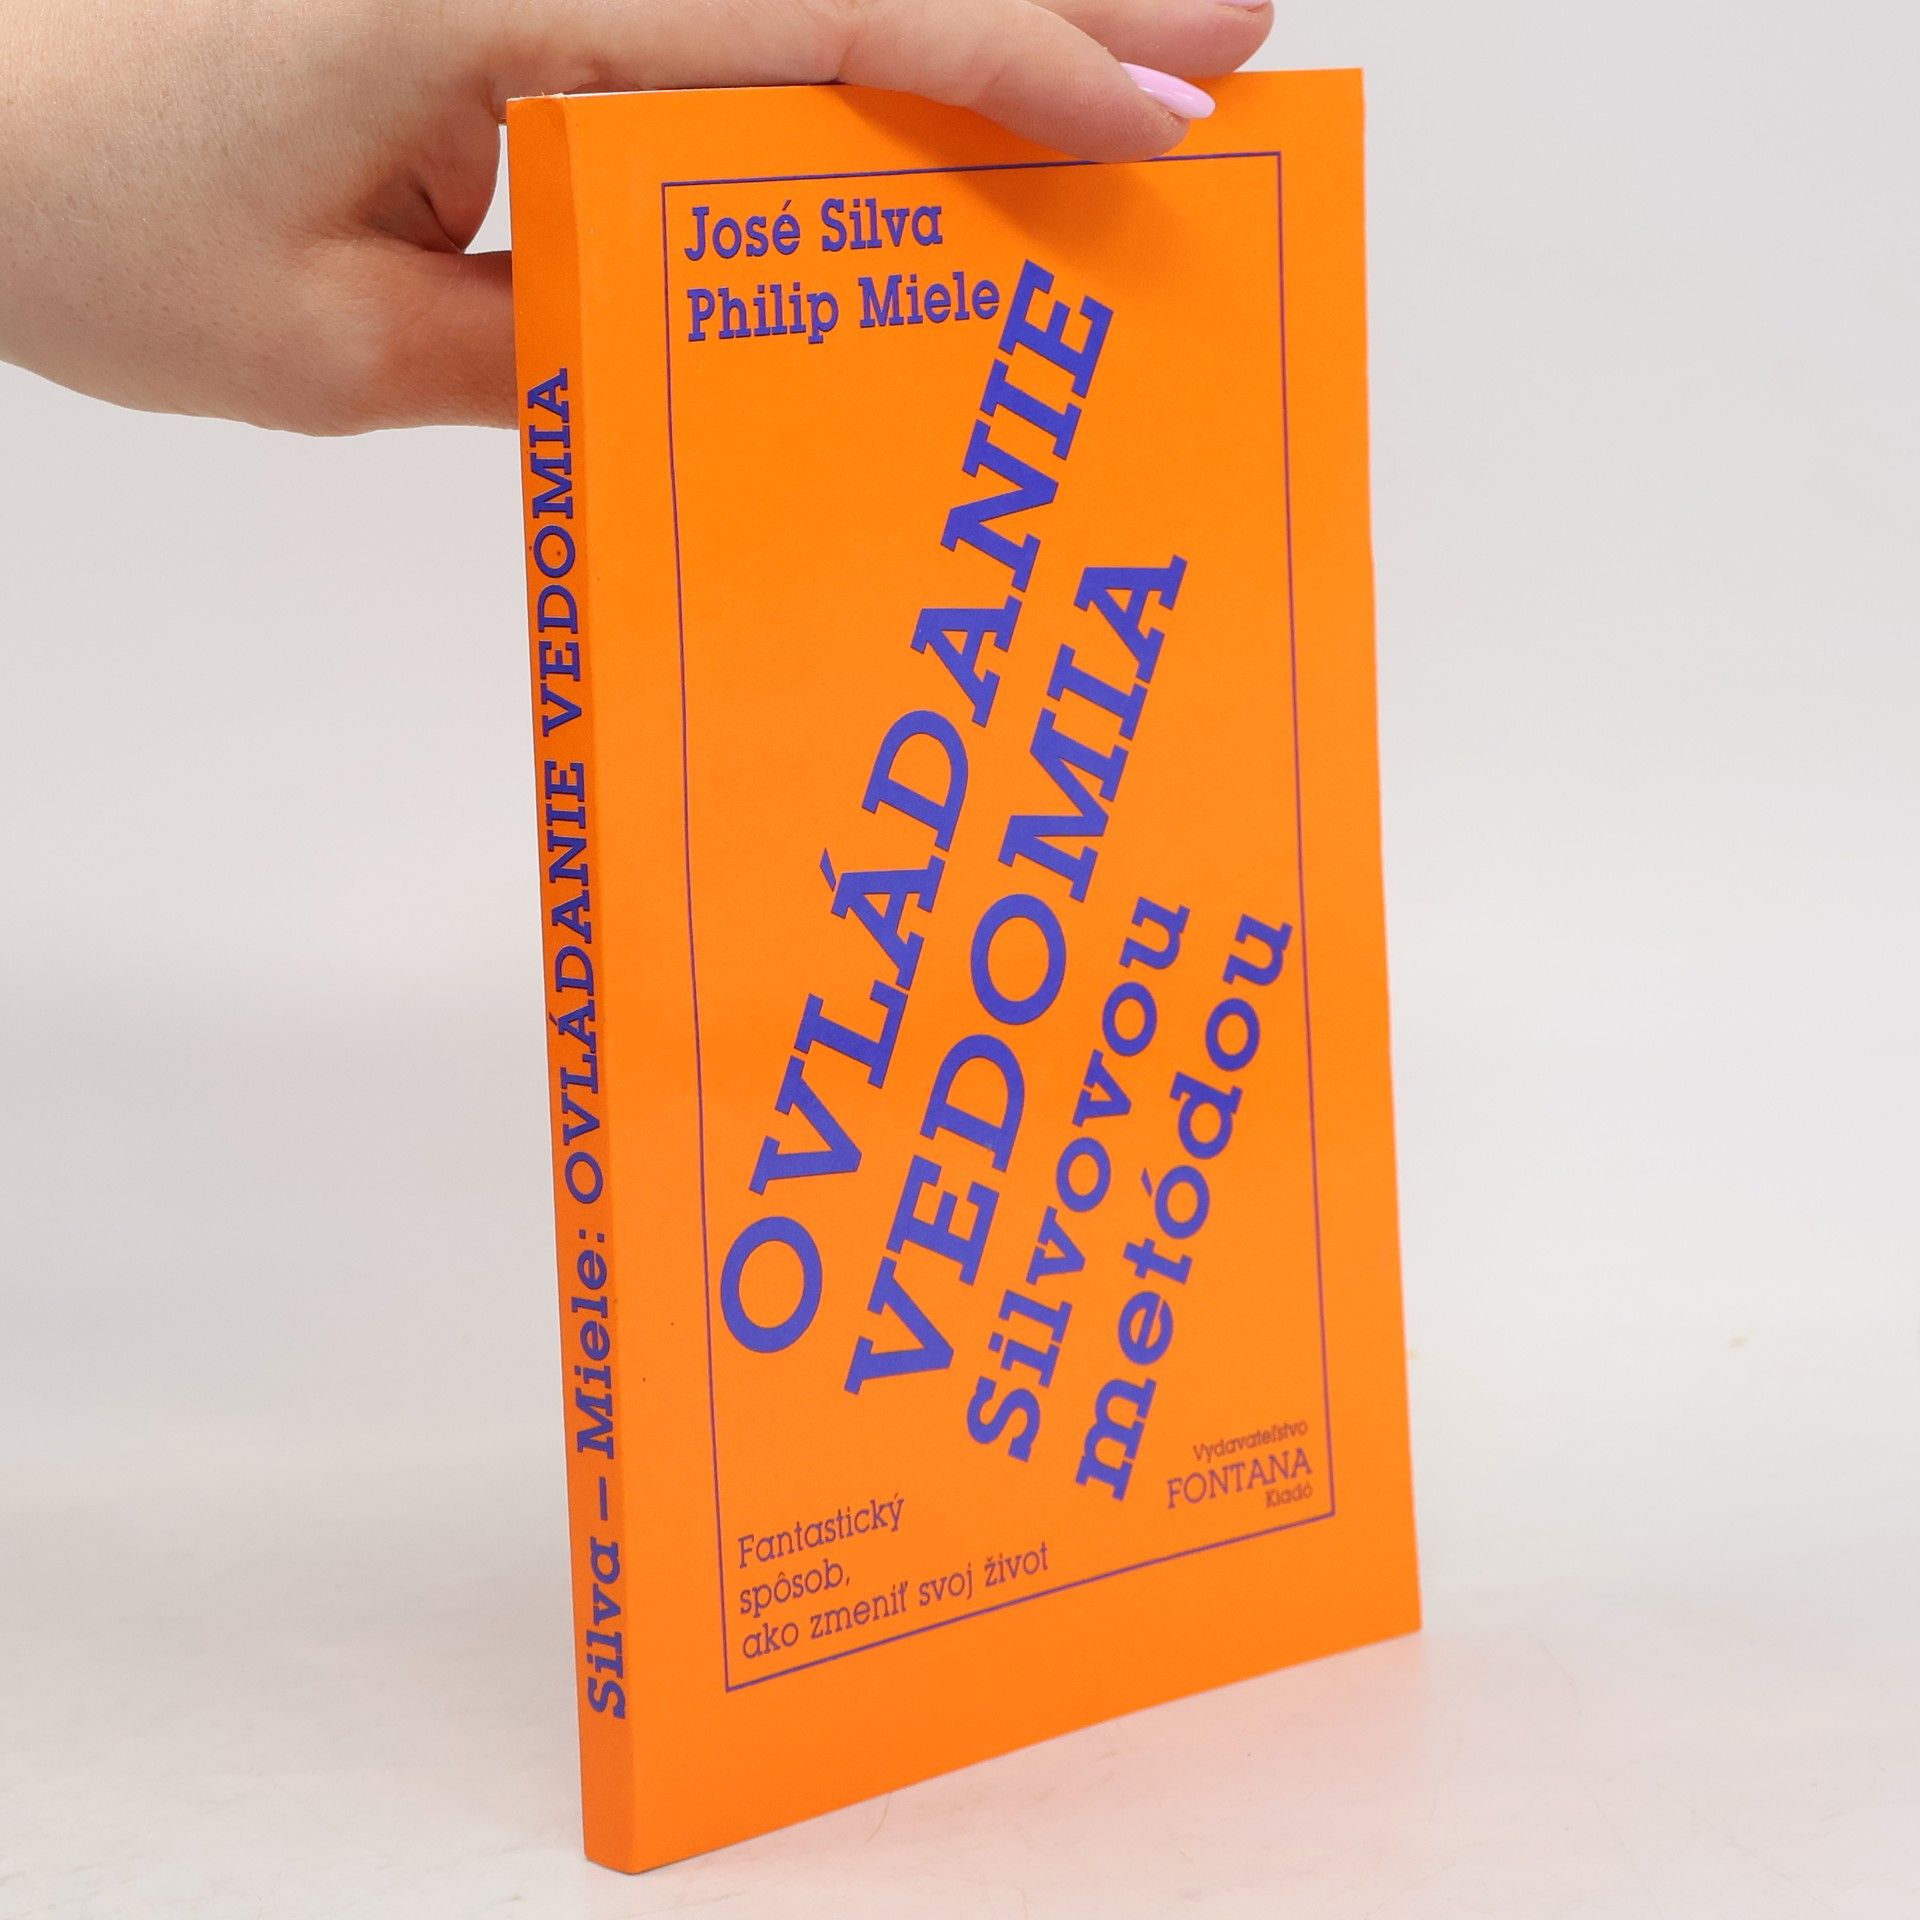 José Silva
Philip Miele
OVLÁDANIE
VEDOMIA
Silvovou
metódou
Fantastický
spôsob,
ako zmeniť svoj život
Vydavateľstvo
FONTANA
Kiadó
Silva — Miele: OVLÁDANIE VEDOMIA